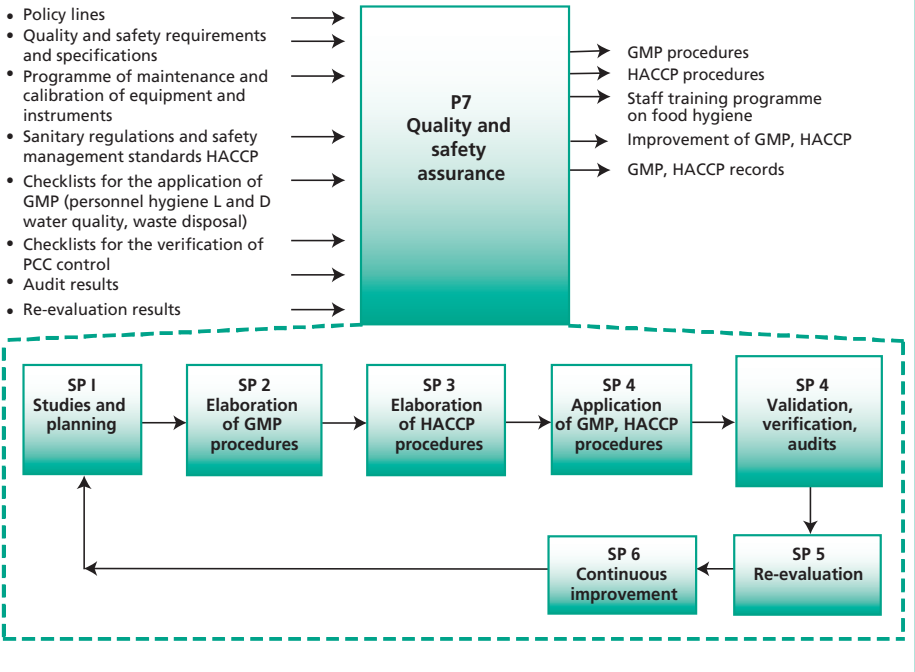 • Policy lines
• Quality and safety requirements
and specifications
• Programme of maintenance and
calibration of equipment and
instruments
• Sanitary regulations and safety
management standards HACCP
• Checklists for the application of
GMP (personnel hygiene L and D
water quality, waste disposal)
• Checklists for the verification of
PCC control
• Audit results
• Re-evaluation results
P7
Quality and
safety
assurance
GMP procedures
HACCP procedures
Staff training programme
on food hygiene
Improvement of GMP, HACCP
GMP, HACCP records
SP I
Studies and
planning
SP 2
Elaboration
of GMP
procedures
SP 3
Elaboration
of HACCP
procedures
SP 4
Application
of GMP, HACCP
procedures
SP 4
Validation,
verification,
audits
SP 6
Continuous
improvement
SP 5
Re-evaluation